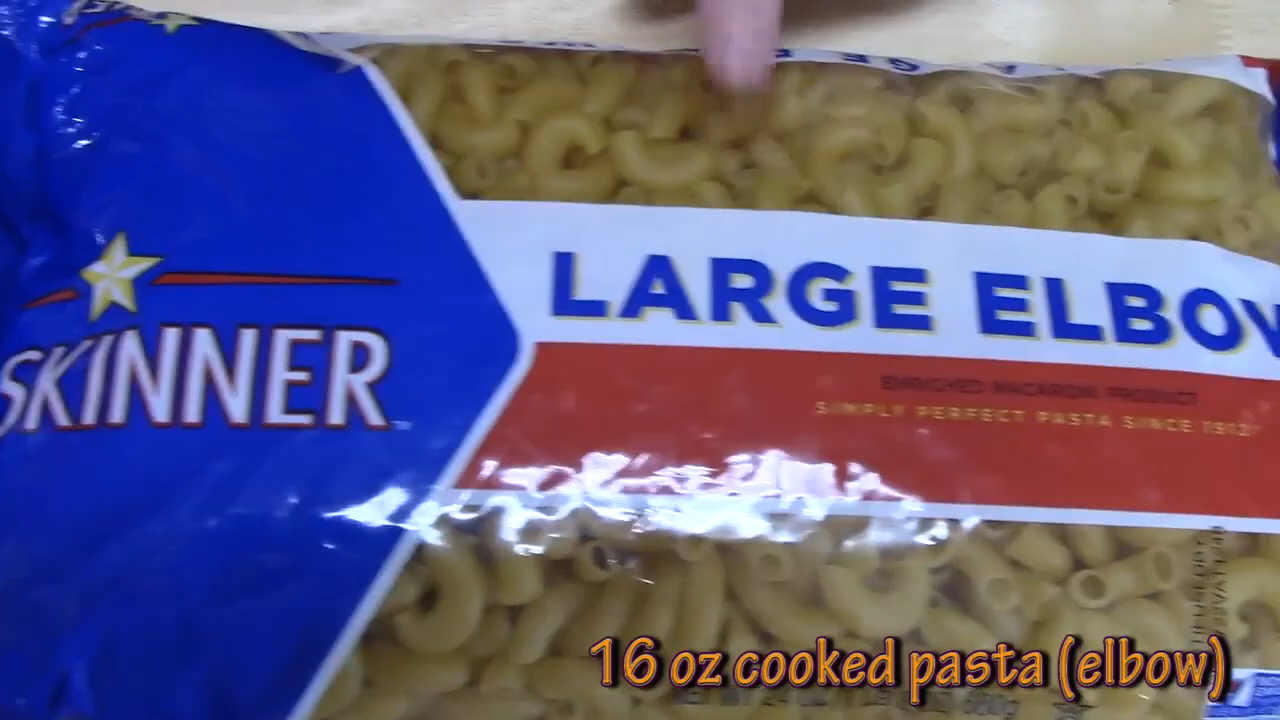 SKINNER
LARGE ELBOW
ENRICHED MACARONI PRODUCT
SIMPLY PERFECT PASTA SINCE 1912
16 oz cooked pasta (elbow)